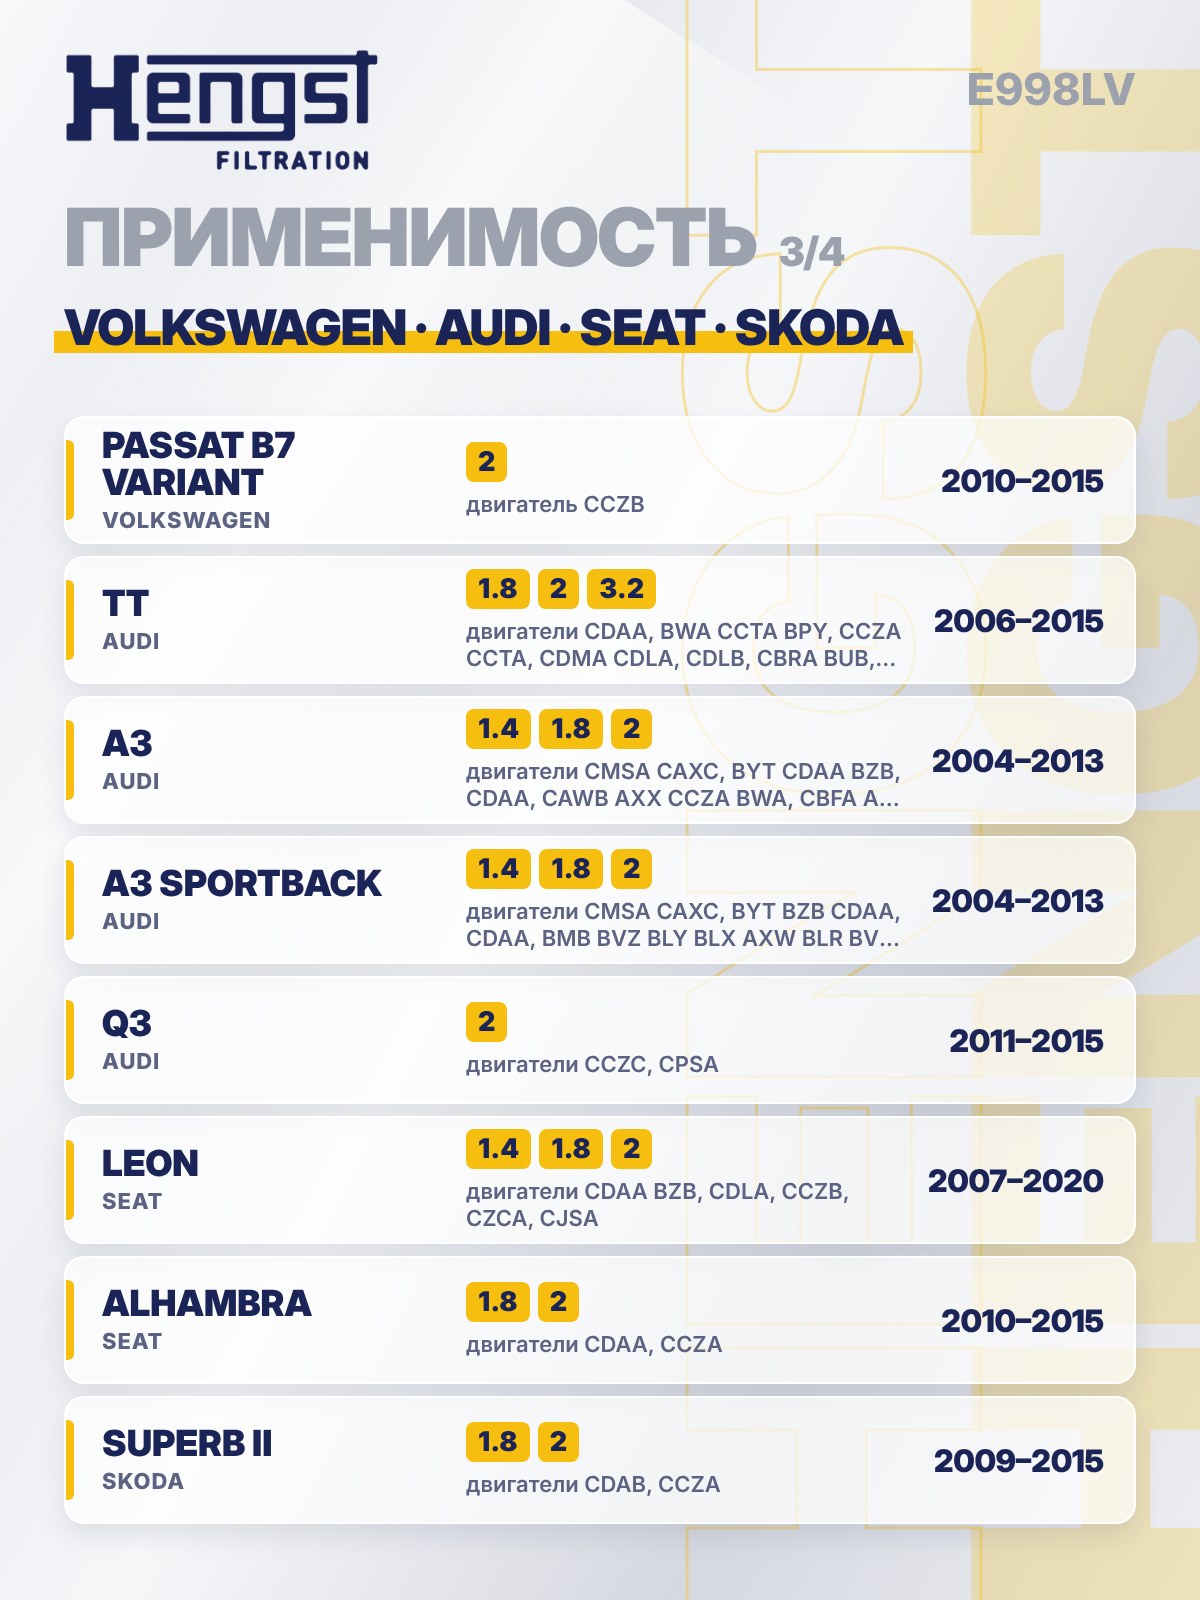 Hengst
FILTRATION
E998LV
ПРИМЕНИМОСТЬ 3/4
VOLKSWAGEN · AUDI · SEAT · SKODA
PASSAT B7
VARIANT
VOLKSWAGEN
2
двигатель CCZB
2010–2015
TT
AUDI
1.8 2 3.2
двигатели CDAA, BWA CCTA BPY, CCZA
CCTA, CDMA CDLA, CDLB, CBRA BUB,...
2006–2015
A3
AUDI
1.4 1.8 2
двигатели CMSA CAXC, BYT CDAA BZB,
CDAA, CAWB AXX CCZA BWA, CBFA A...
2004–2013
A3 SPORTBACK
AUDI
1.4 1.8 2
двигатели CMSA CAXC, BYT BZB CDAA,
CDAA, BMB BVZ BLY BLX AXW BLR BV...
2004–2013
Q3
AUDI
2
двигатели CCZC, CPSA
2011–2015
LEON
SEAT
1.4 1.8 2
двигатели CDAA BZB, CDLA, CCZB,
CZCA, CJSA
2007–2020
ALHAMBRA
SEAT
1.8 2
двигатели CDAA, CCZA
2010–2015
SUPERB II
SKODA
1.8 2
двигатели CDAB, CCZA
2009–2015
HENGST
HENGST